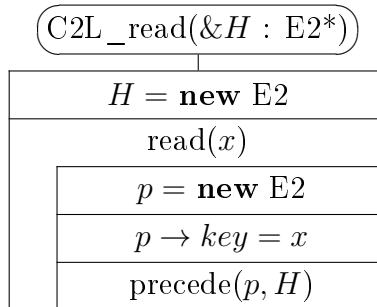 C2L_read(&H : E2*)
H = new E2
read(x)
p = new E2
p → key = x
precede(p, H)